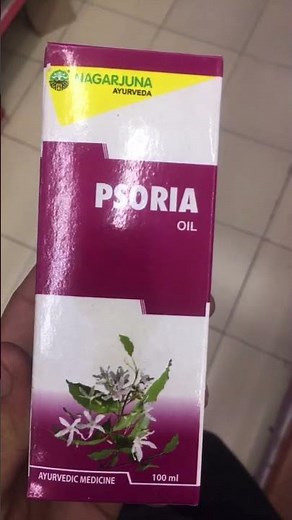 NAGARJUNA
AYURVEDA
PSORIA
OIL
AYURVEDIC MEDICINE
100 ml